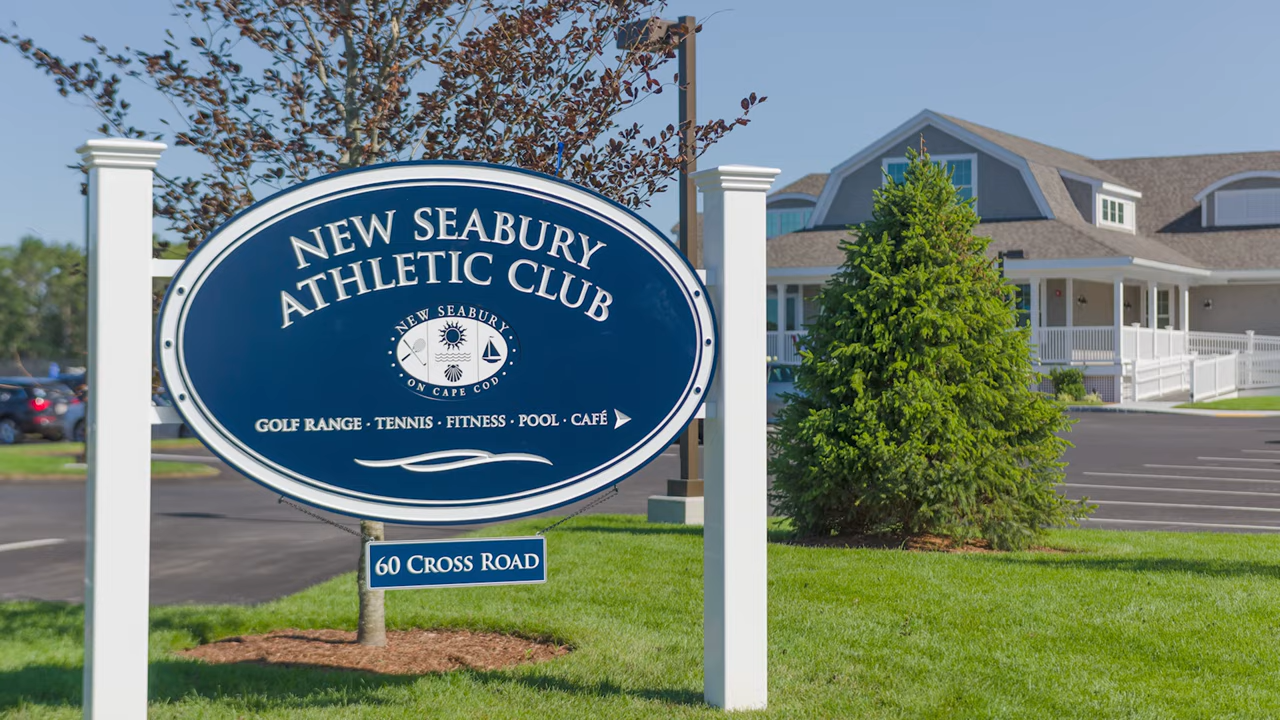 NEW SEABURY
ATHLETIC CLUB
NEW SEABURY
ON CAPE COD
GOLF RANGE · TENNIS · FITNESS · POOL · CAFÉ
60 CROSS ROAD